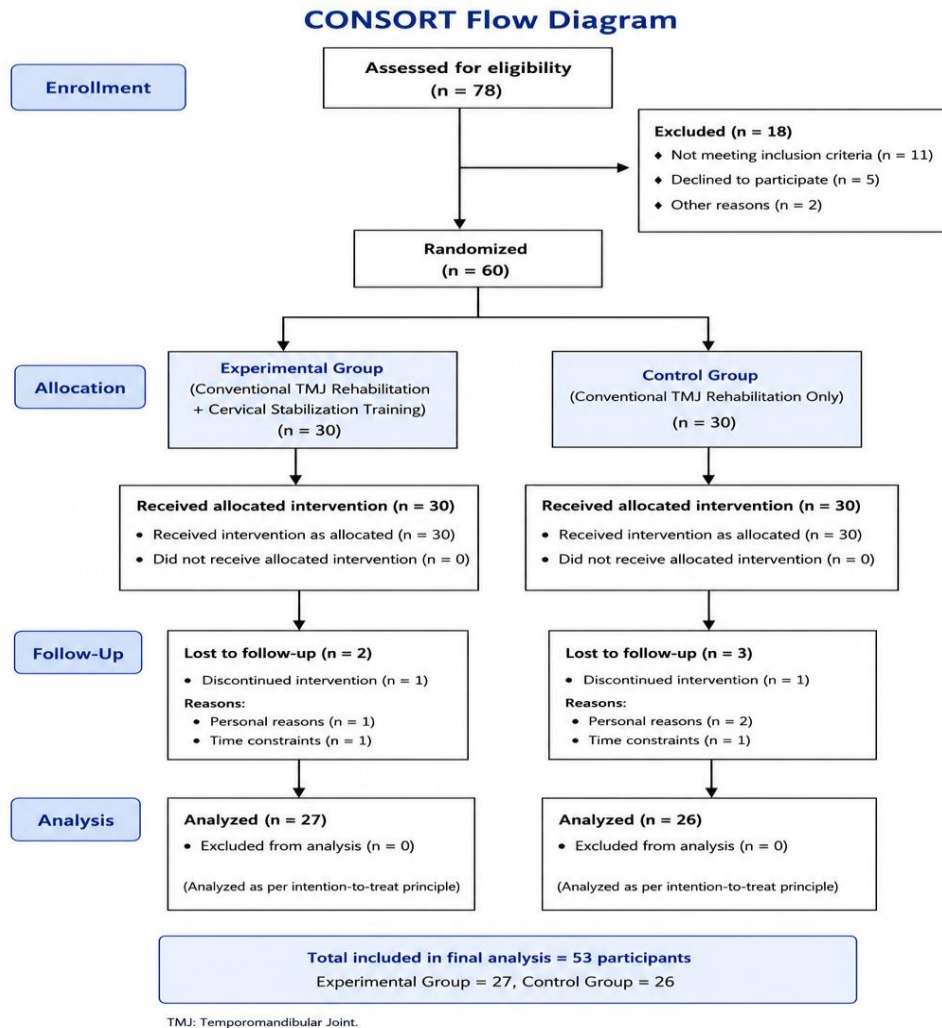 CONSORT Flow Diagram
Enrollment
Assessed for eligibility
(n = 78)
Excluded (n = 18)
◆ Not meeting inclusion criteria (n = 11)
◆ Declined to participate (n = 5)
◆ Other reasons (n = 2)
Randomized
(n = 60)
Allocation
Experimental Group
(Conventional TMJ Rehabilitation
+ Cervical Stabilization Training)
(n = 30)
Control Group
(Conventional TMJ Rehabilitation Only)
(n = 30)
Received allocated intervention (n = 30)
• Received intervention as allocated (n = 30)
• Did not receive allocated intervention (n = 0)
Received allocated intervention (n = 30)
• Received intervention as allocated (n = 30)
• Did not receive allocated intervention (n = 0)
Follow-Up
Lost to follow-up (n = 2)
• Discontinued intervention (n = 1)
Reasons:
• Personal reasons (n = 1)
• Time constraints (n = 1)
Lost to follow-up (n = 3)
• Discontinued intervention (n = 1)
Reasons:
• Personal reasons (n = 2)
• Time constraints (n = 1)
Analysis
Analyzed (n = 27)
• Excluded from analysis (n = 0)
(Analyzed as per intention-to-treat principle)
Analyzed (n = 26)
• Excluded from analysis (n = 0)
(Analyzed as per intention-to-treat principle)
Total included in final analysis = 53 participants
Experimental Group = 27, Control Group = 26
TMJ: Temporomandibular Joint.